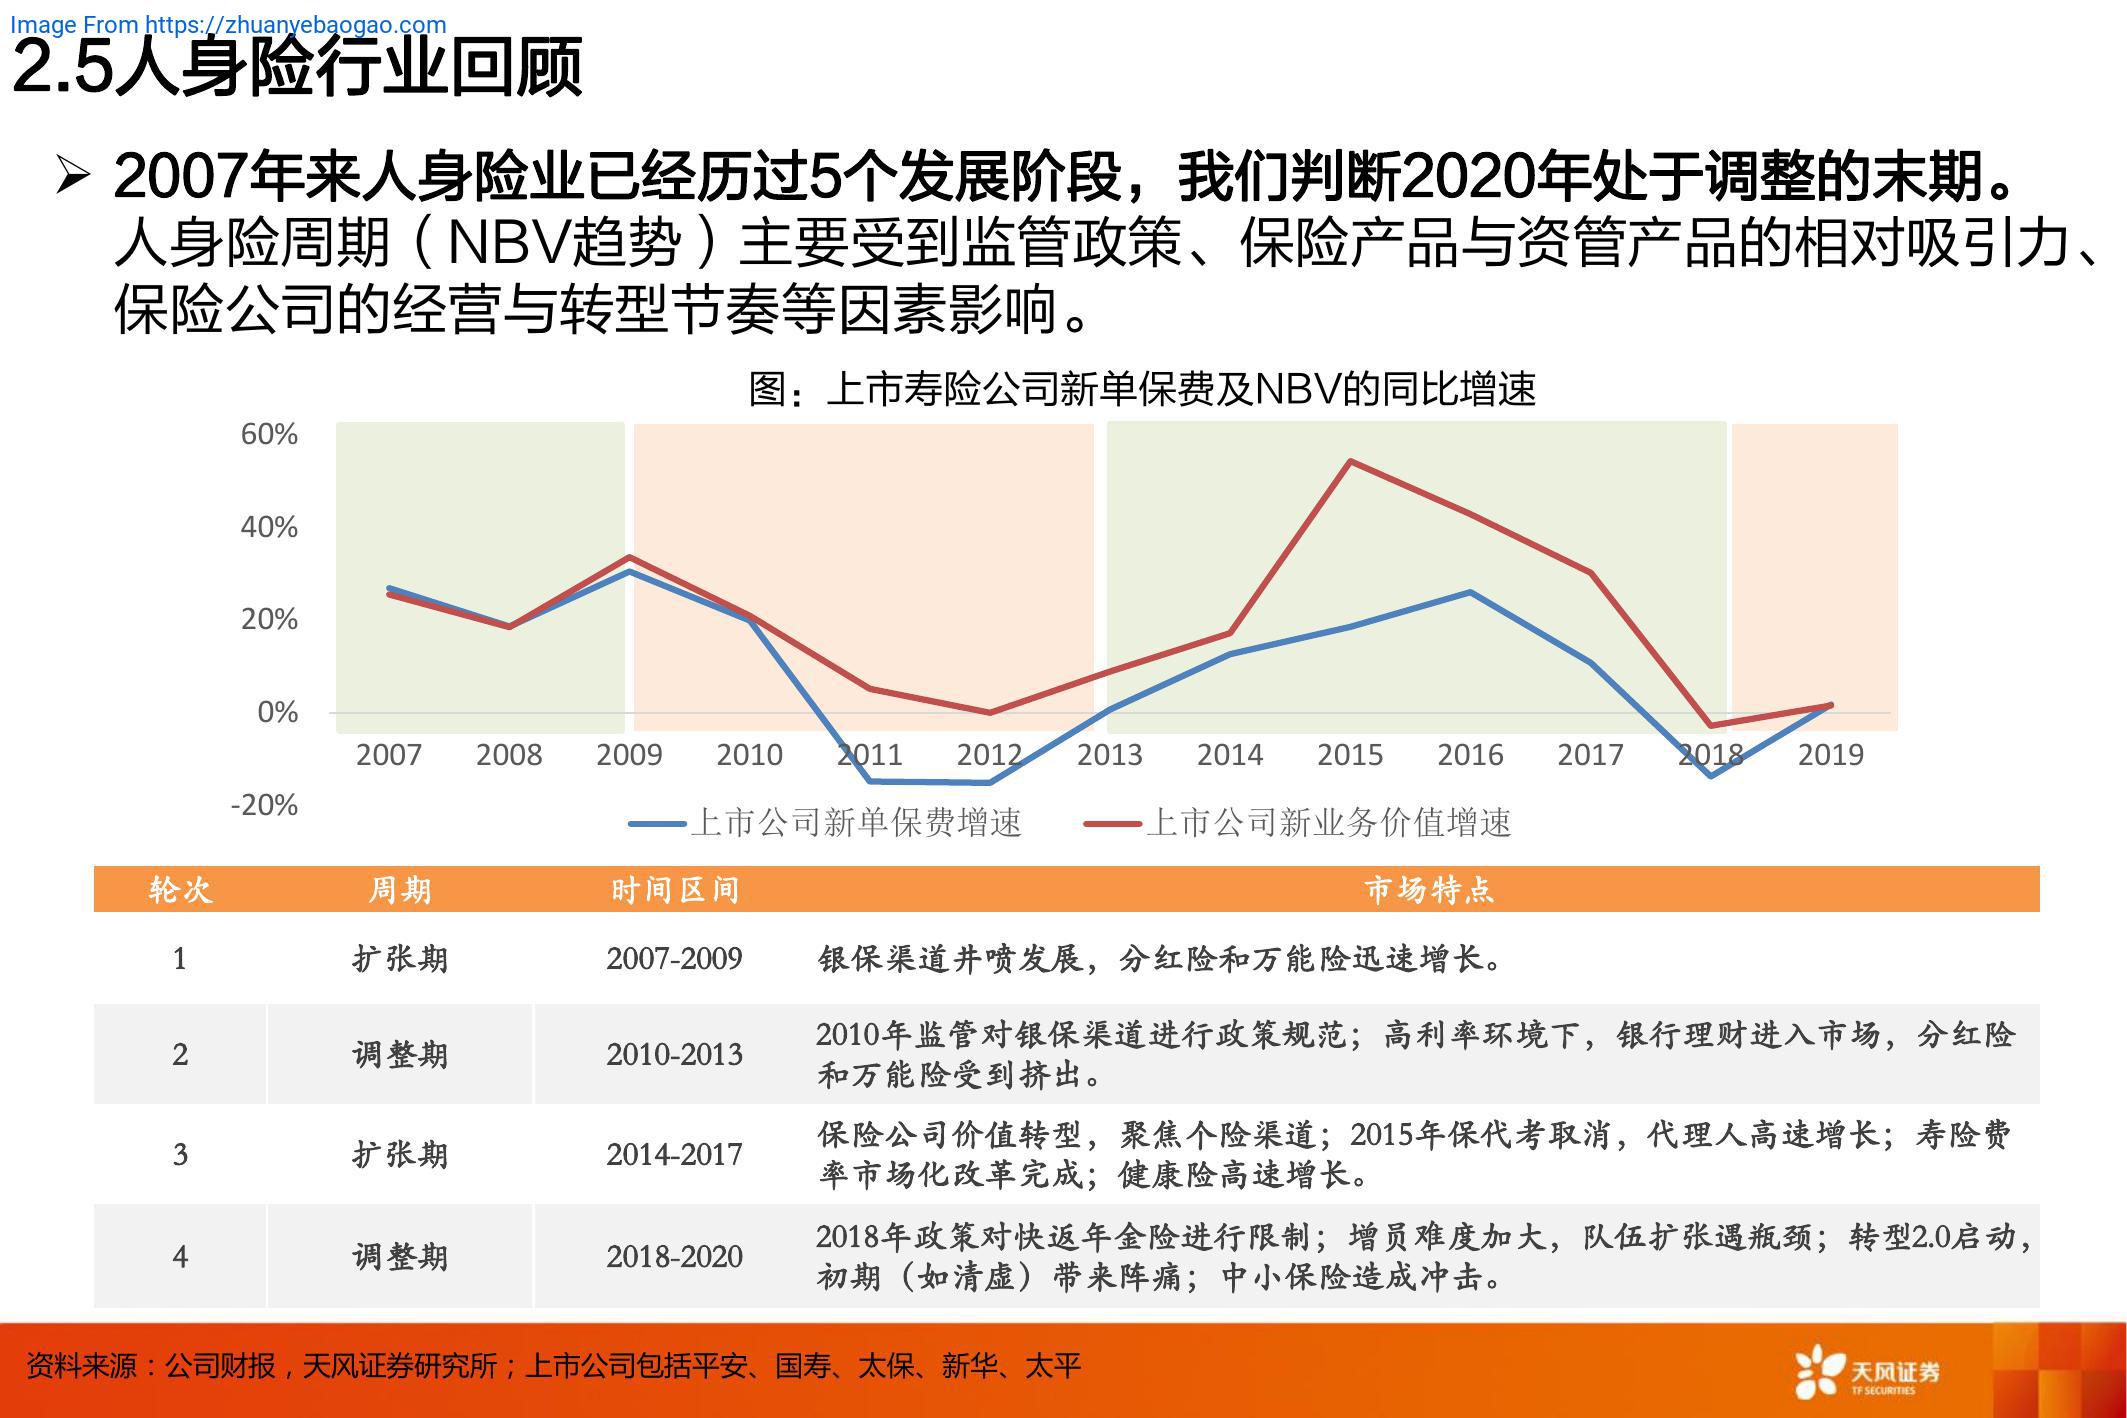 Image From https://zhuanyebaogao.com
2.5人身险行业回顾
➢ 2007年来人身险业已经历过5个发展阶段，我们判断2020年处于调整的末期。
人身险周期（NBV趋势）主要受到监管政策、保险产品与资管产品的相对吸引力、
保险公司的经营与转型节奏等因素影响。
图：上市寿险公司新单保费及NBV的同比增速
60%
40%
20%
0%
-20%
2007 2008 2009 2010 2011 2012 2013 2014 2015 2016 2017 2018 2019
上市公司新单保费增速 上市公司新业务价值增速
轮次 周期 时间区间 市场特点
1 扩张期 2007-2009 银保渠道井喷发展，分红险和万能险迅速增长。
2 调整期 2010-2013 2010年监管对银保渠道进行政策规范；高利率环境下，银行理财进入市场，分红险
和万能险受到挤出。
3 扩张期 2014-2017 保险公司价值转型，聚焦个险渠道；2015年保代考取消，代理人高速增长；寿险费
率市场化改革完成；健康险高速增长。
4 调整期 2018-2020 2018年政策对快返年金险进行限制；增员难度加大，队伍扩张遇瓶颈；转型2.0启动，
初期（如清虚）带来阵痛；中小保险造成冲击。
资料来源：公司财报，天风证券研究所；上市公司包括平安、国寿、太保、新华、太平
天风证券
TF SECURITIES